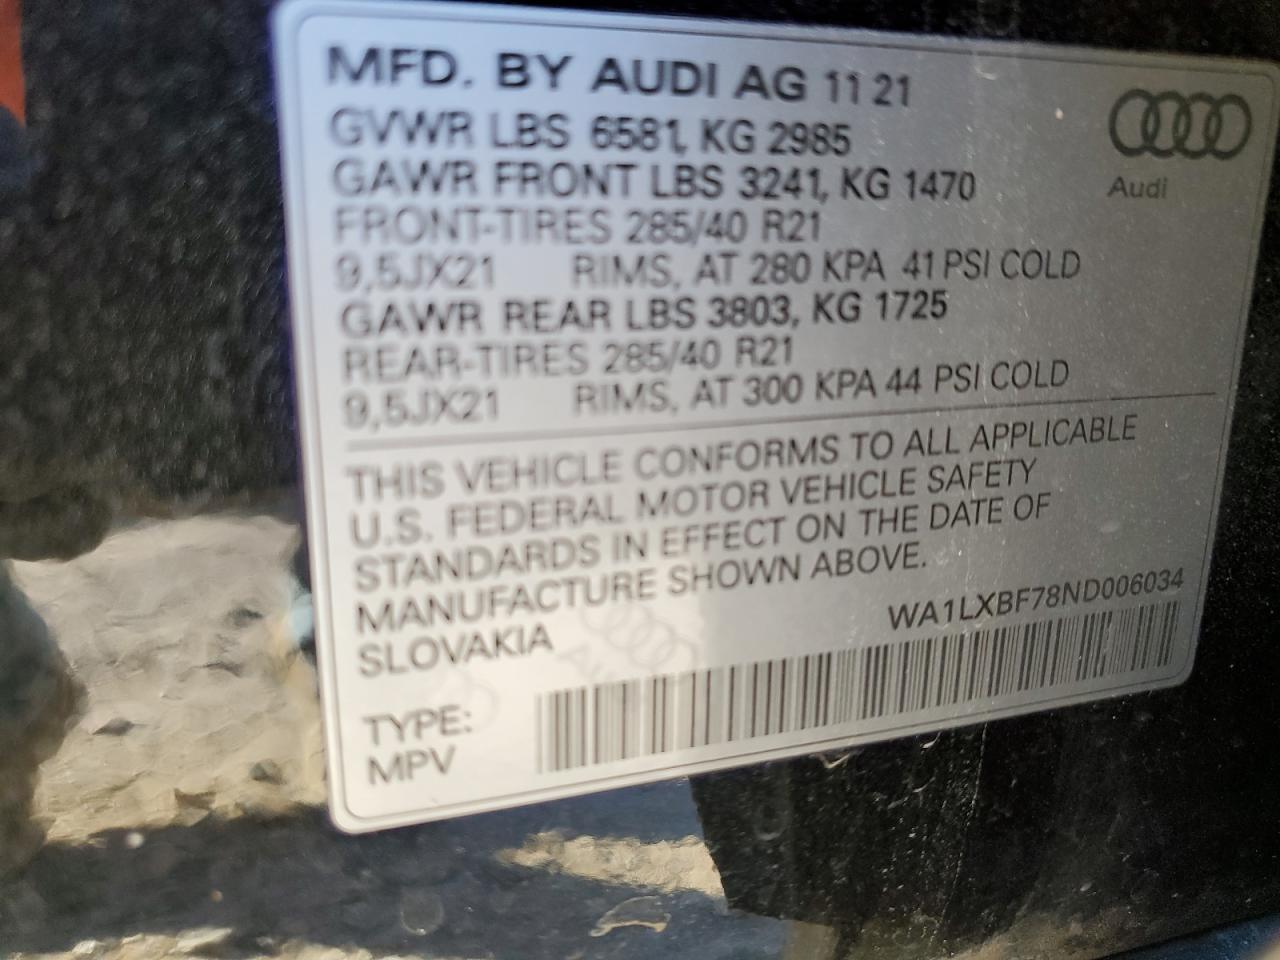 MFD. BY AUDI AG 11 21
GVWR LBS 6581, KG 2985
GAWR FRONT LBS 3241, KG 1470
FRONT-TIRES 285/40 R21
9,5JX21 RIMS, AT 280 KPA 41 PSI COLD
GAWR REAR LBS 3803, KG 1725
REAR-TIRES 285/40 R21
9,5JX21 RIMS, AT 300 KPA 44 PSI COLD
Audi
THIS VEHICLE CONFORMS TO ALL APPLICABLE
U.S. FEDERAL MOTOR VEHICLE SAFETY
STANDARDS IN EFFECT ON THE DATE OF
MANUFACTURE SHOWN ABOVE.
SLOVAKIA
WA1LXBF78ND006034
TYPE:
MPV